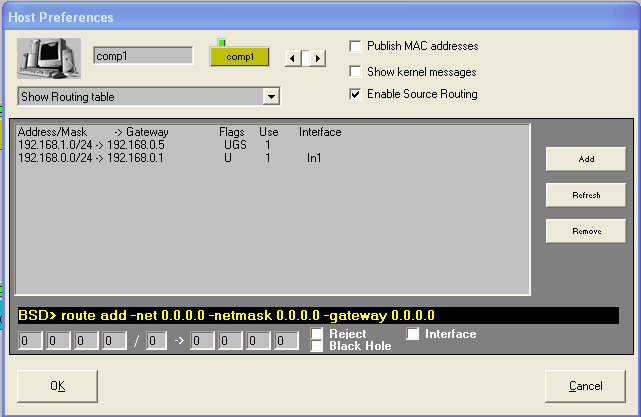 Host Preferences
comp1
comp1
Publish MAC addresses
Show kernel messages
Enable Source Routing
Show Routing table
Address/Mask -> Gateway Flags Use Interface
192.168.1.0/24 -> 192.168.0.5 UGS 1
192.168.0.0/24 -> 192.168.0.1 U 1 ln1
Add
Refresh
Remove
BSD> route add -net 0.0.0.0 -netmask 0.0.0.0 -gateway 0.0.0.0
0 0 0 0 / 0 -> 0 0 0 0
Reject
Interface
Black Hole
OK
Cancel